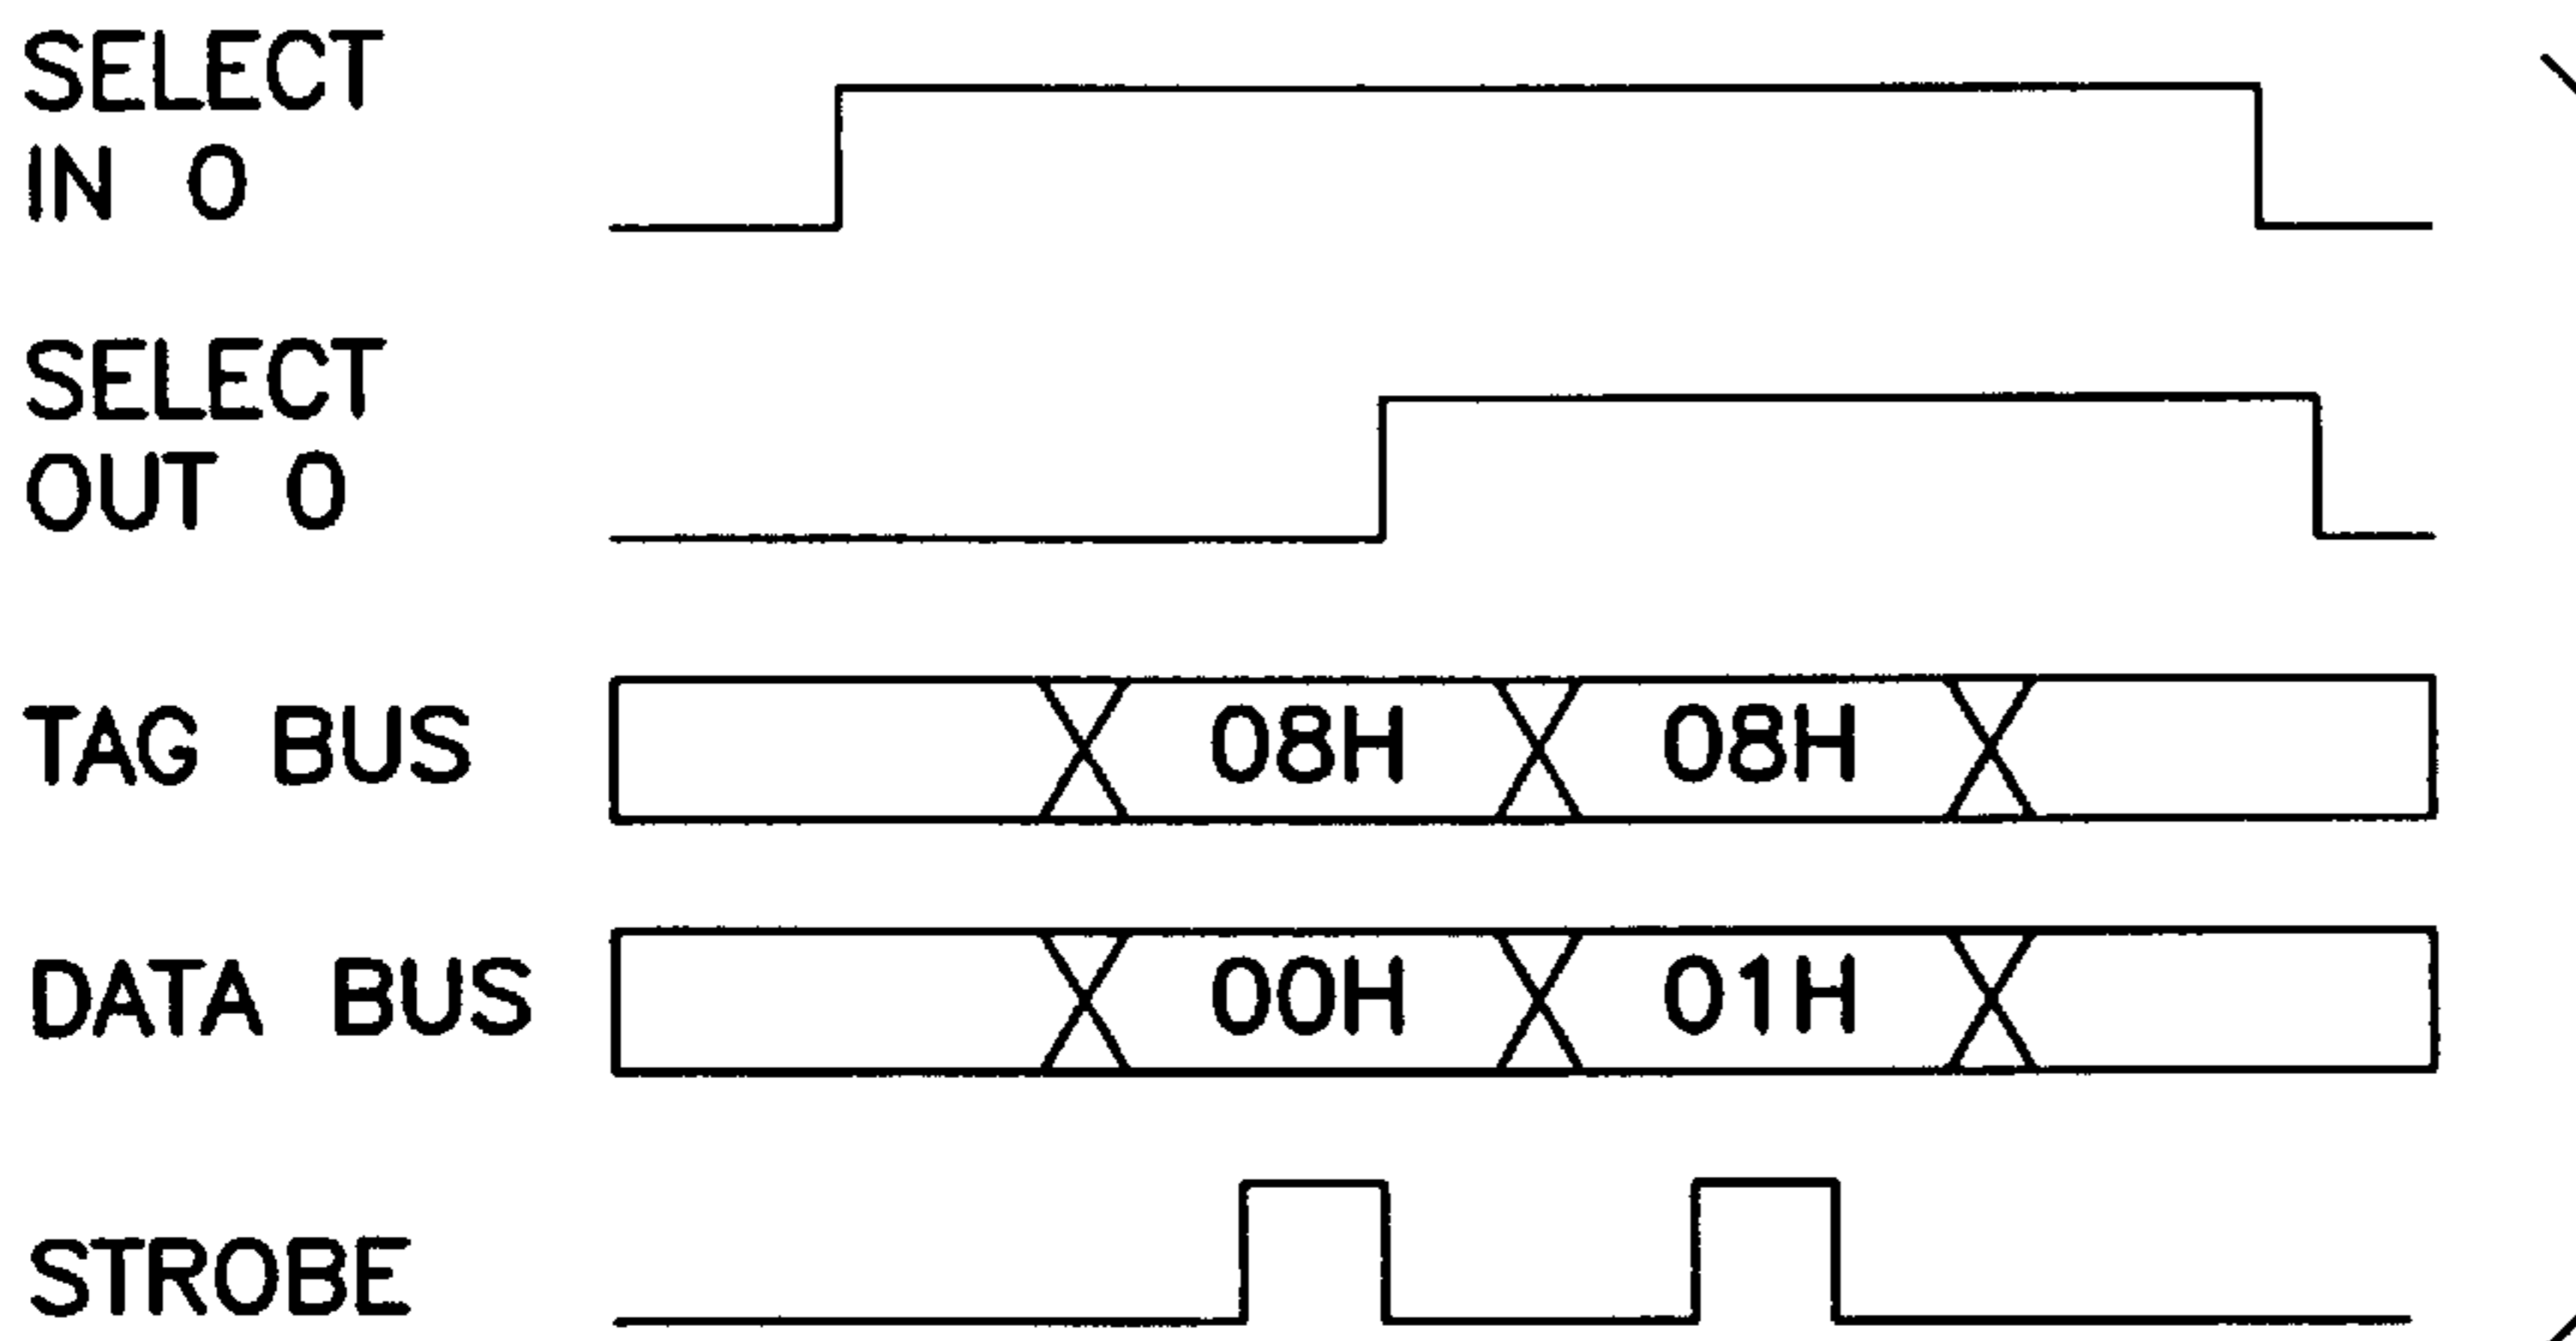 SELECT
IN 0
SELECT
OUT 0
TAG BUS 08H 08H
DATA BUS 00H 01H
STROBE